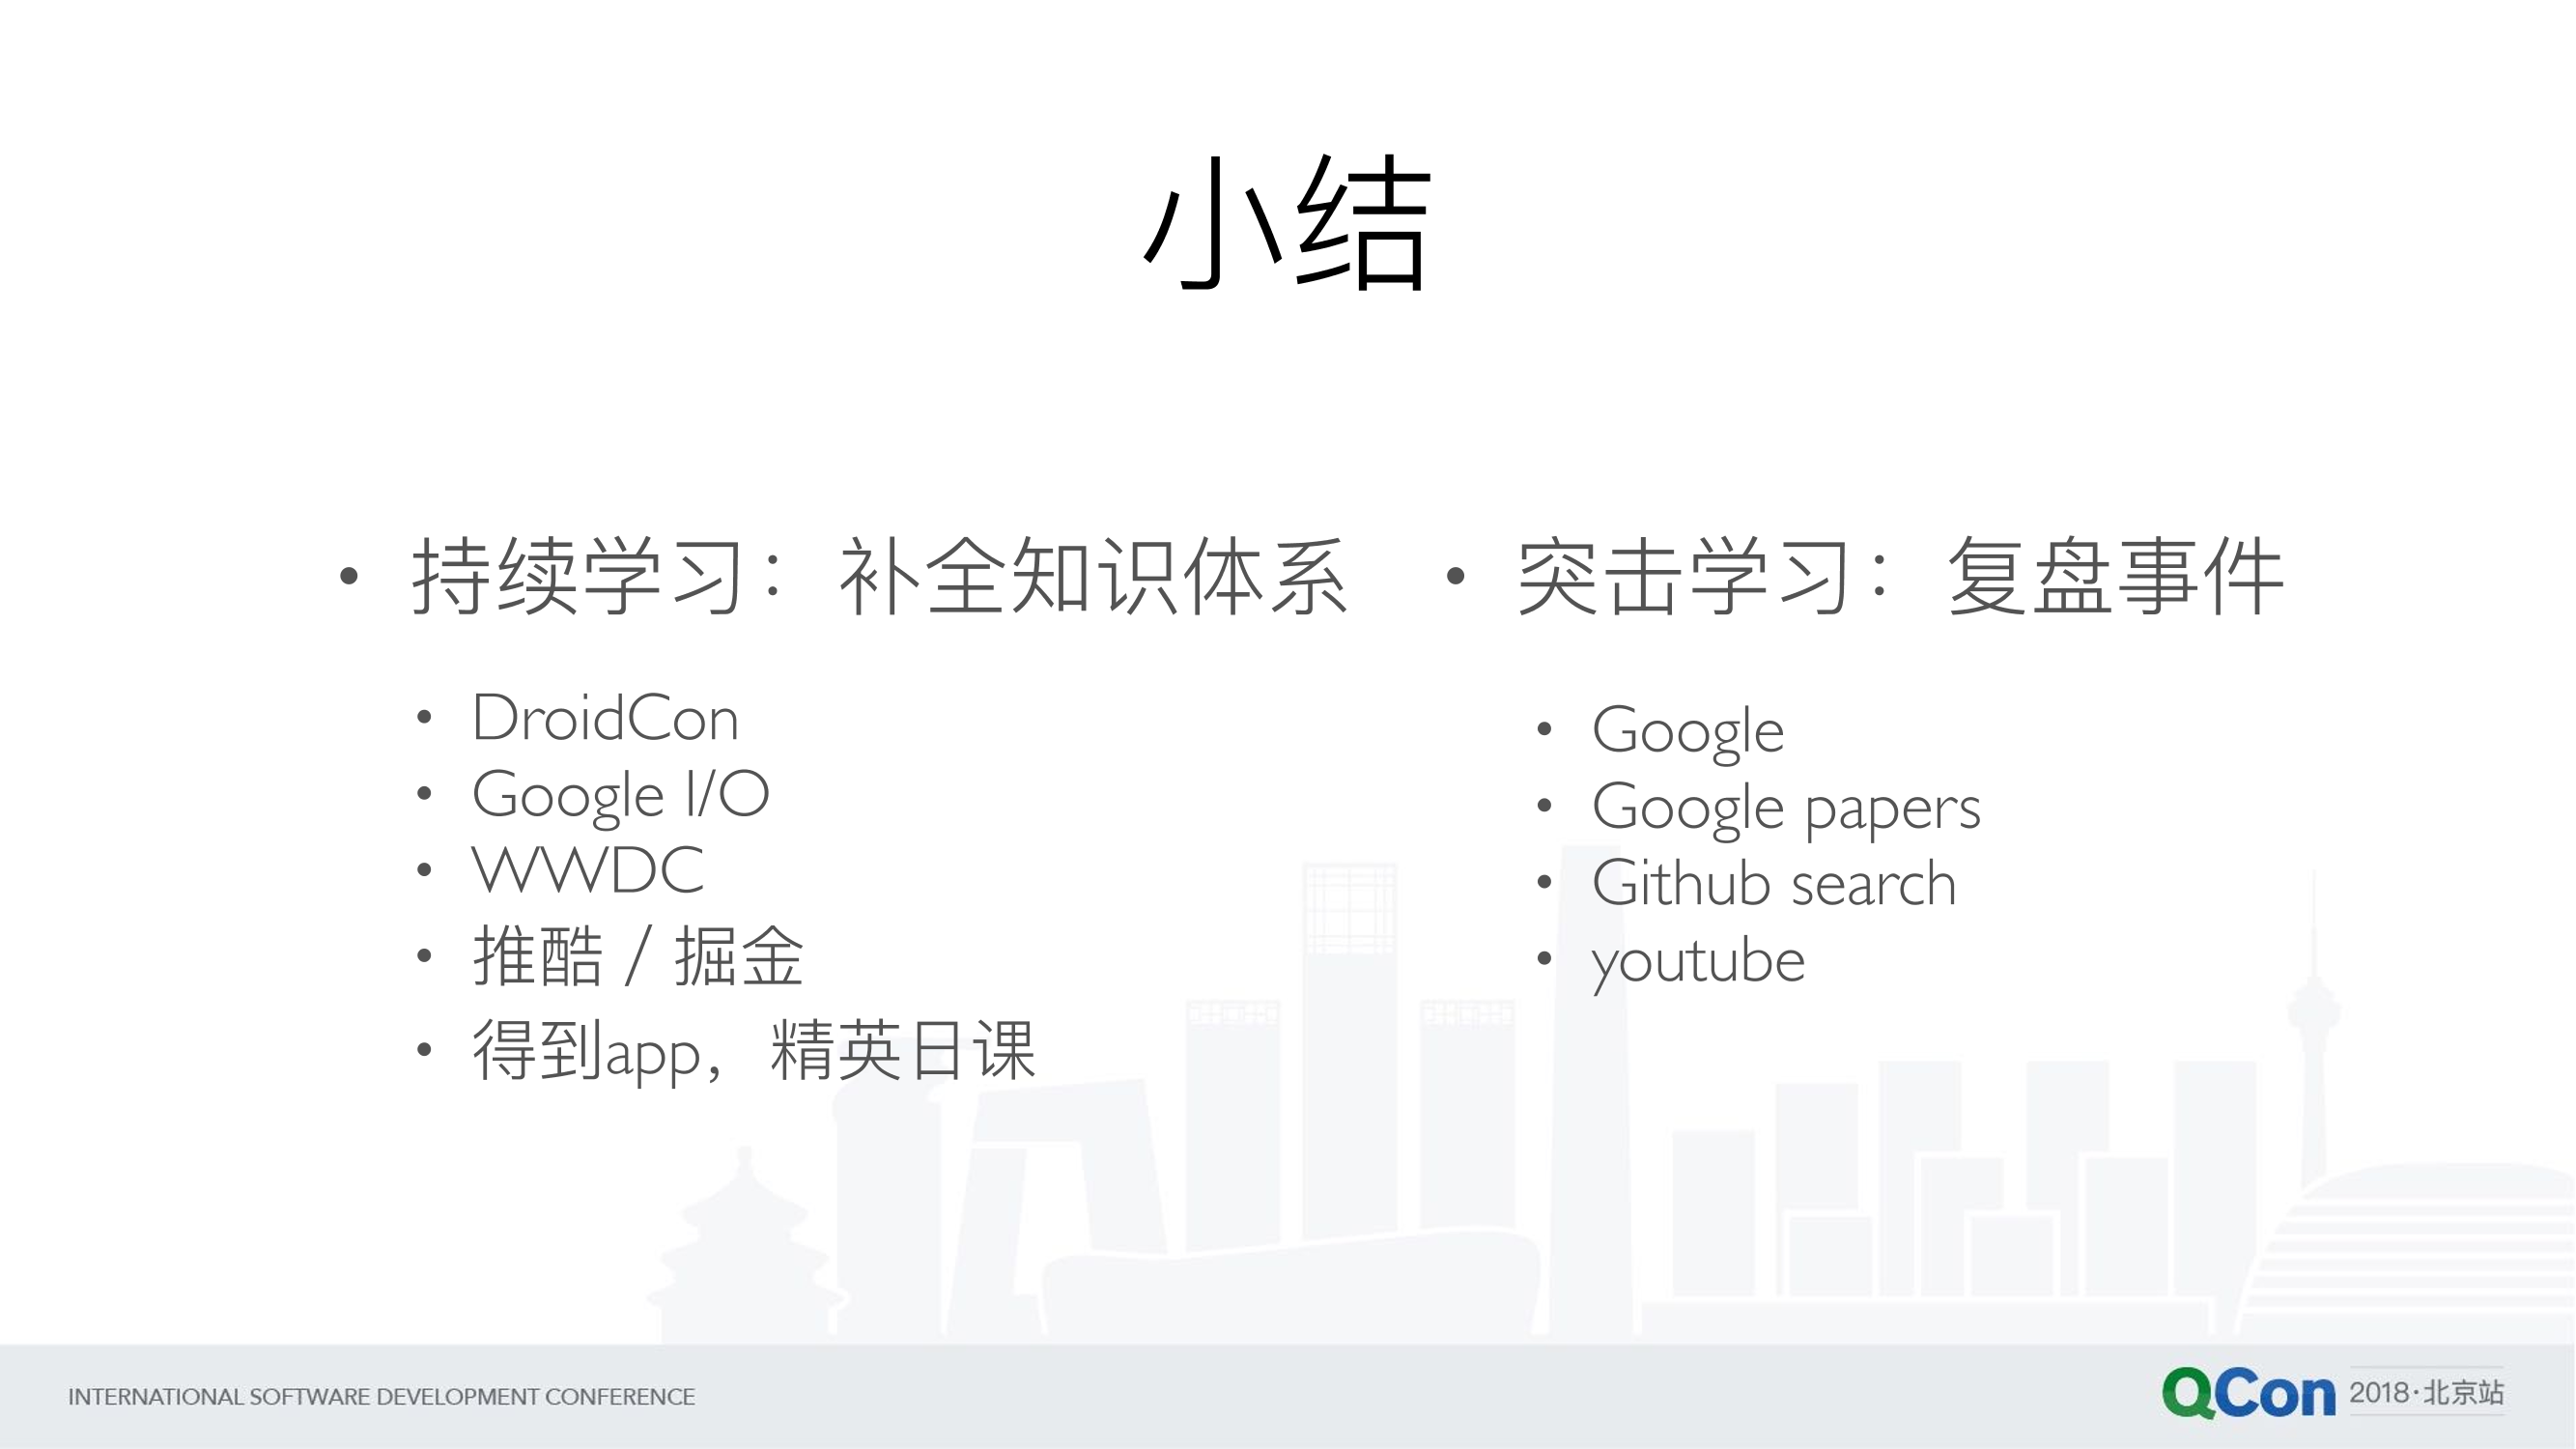 小结
• 持续学习：补全知识体系
• DroidCon
• Google I/O
• WWDC
• 推酷 / 掘金
• 得到app，精英日课
• 突击学习：复盘事件
• Google
• Google papers
• Github search
• youtube
INTERNATIONAL SOFTWARE DEVELOPMENT CONFERENCE
QCon 2018·北京站